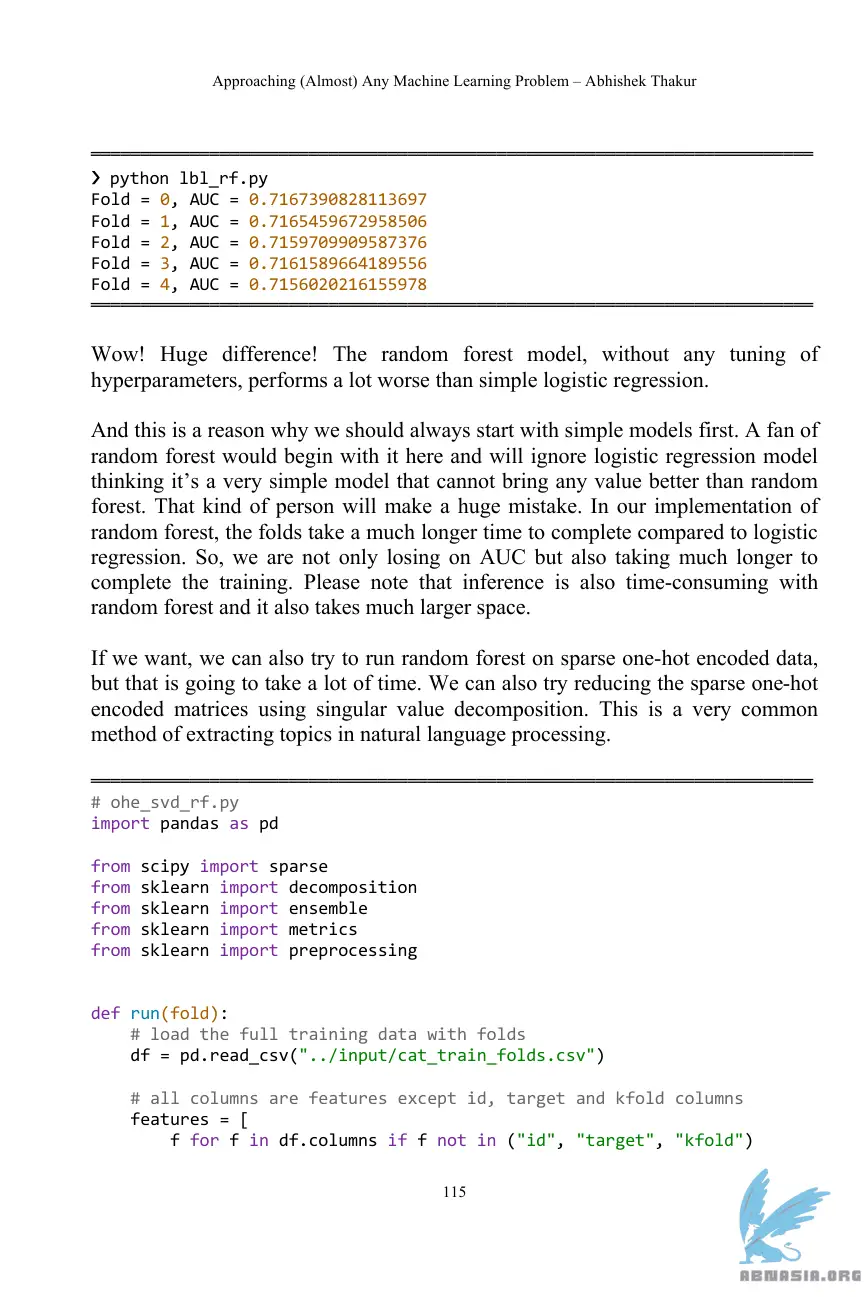 Approaching (Almost) Any Machine Learning Problem – Abhishek Thakur
❯ python lbl_rf.py
Fold = 0, AUC = 0.7167390828113697
Fold = 1, AUC = 0.7165459672958506
Fold = 2, AUC = 0.7159709909587376
Fold = 3, AUC = 0.7161589664189556
Fold = 4, AUC = 0.7156020216155978
Wow! Huge difference! The random forest model, without any tuning of
hyperparameters, performs a lot worse than simple logistic regression.
And this is a reason why we should always start with simple models first. A fan of
random forest would begin with it here and will ignore logistic regression model
thinking it’s a very simple model that cannot bring any value better than random
forest. That kind of person will make a huge mistake. In our implementation of
random forest, the folds take a much longer time to complete compared to logistic
regression. So, we are not only losing on AUC but also taking much longer to
complete the training. Please note that inference is also time-consuming with
random forest and it also takes much larger space.
If we want, we can also try to run random forest on sparse one-hot encoded data,
but that is going to take a lot of time. We can also try reducing the sparse one-hot
encoded matrices using singular value decomposition. This is a very common
method of extracting topics in natural language processing.
# ohe_svd_rf.py
import pandas as pd
from scipy import sparse
from sklearn import decomposition
from sklearn import ensemble
from sklearn import metrics
from sklearn import preprocessing
def run(fold):
    # load the full training data with folds
    df = pd.read_csv("../input/cat_train_folds.csv")
    # all columns are features except id, target and kfold columns
    features = [
        f for f in df.columns if f not in ("id", "target", "kfold")
115
ABNASIA.ORG